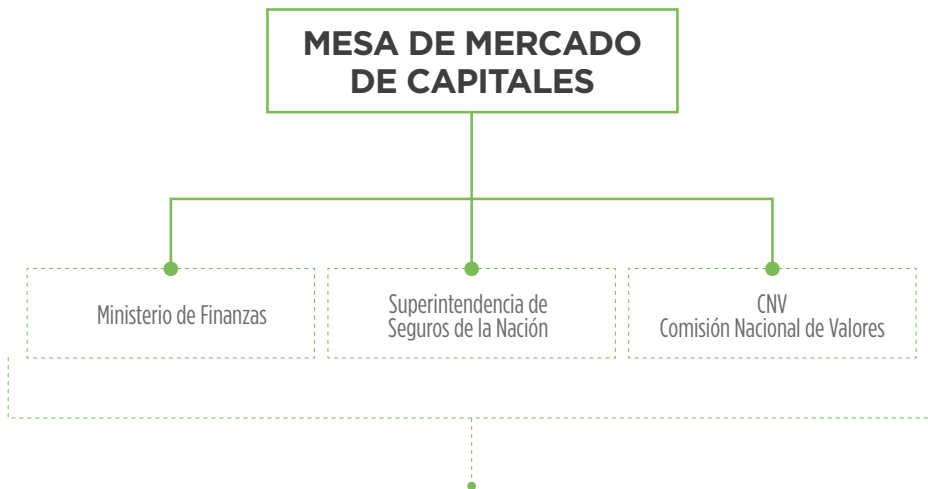 MESA DE MERCADO
DE CAPITALES
Ministerio de Finanzas
Superintendencia de
Seguros de la Nación
CNV
Comisión Nacional de Valores